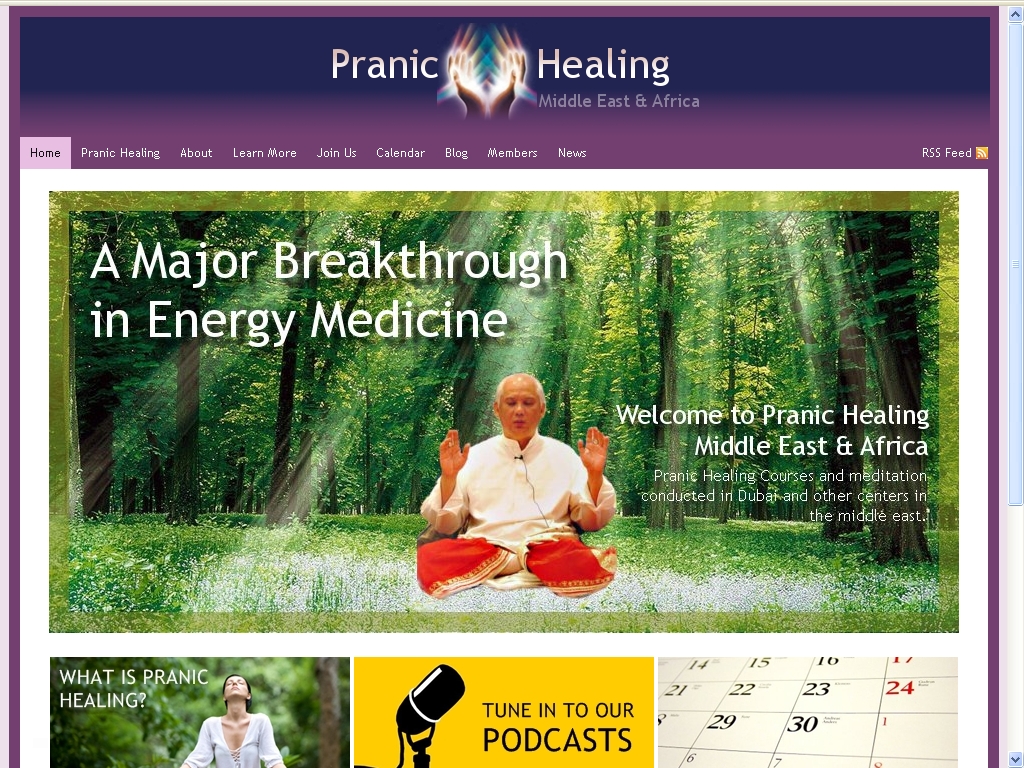 Pranic Healing
Middle East & Africa
Home Pranic Healing About Learn More Join Us Calendar Blog Members News RSS Feed
A Major Breakthrough
in Energy Medicine
Welcome to Pranic Healing
Middle East & Africa
Pranic Healing Courses and meditation
conducted in Dubai and other centers in
the middle east.
WHAT IS PRANIC
HEALING?
TUNE IN TO OUR
PODCASTS
14 15 16 17
21 22 23 24
29 30 1
6 7 8